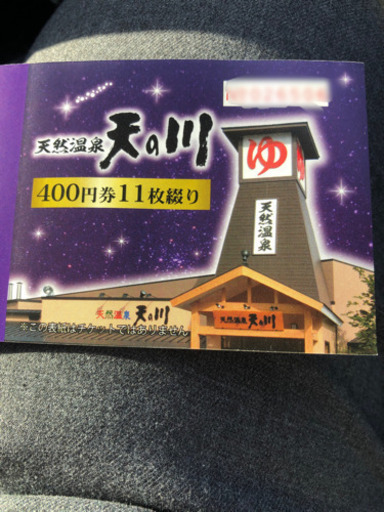 天然温泉 天の川
400円券11枚綴り
ゆ
天然温泉
天然温泉 天の川
天然温泉 天の川
※この表紙はチケットではありません